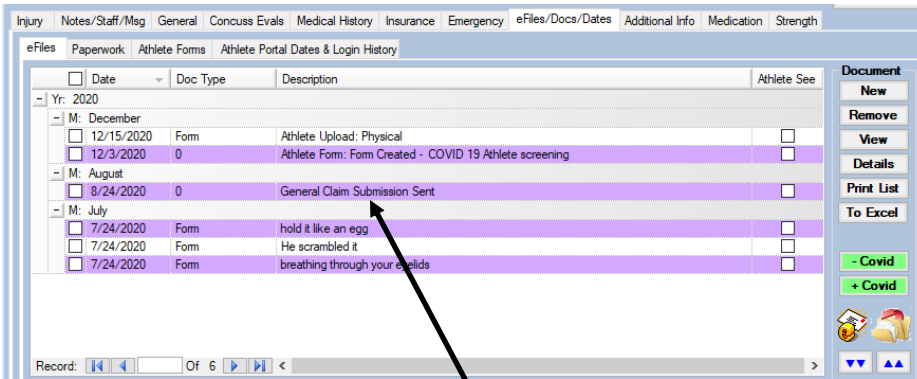 Injury Notes/Staff/Msg General Concuss Evals Medical History Insurance Emergency eFiles/Docs/Dates Additional Info Medication Strength
eFiles Paperwork Athlete Forms Athlete Portal Dates & Login History
Date Doc Type Description Athlete See
Yr: 2020
M: December
12/15/2020 Form Athlete Upload: Physical
12/3/2020 0 Athlete Form: Form Created - COVID 19 Athlete screening
M: August
8/24/2020 0 General Claim Submission Sent
M: July
7/24/2020 Form hold it like an egg
7/24/2020 Form He scrambled it
7/24/2020 Form breathing through your eyelids
Record: Of 6
Document
New
Remove
View
Details
Print List
To Excel
- Covid
+ Covid